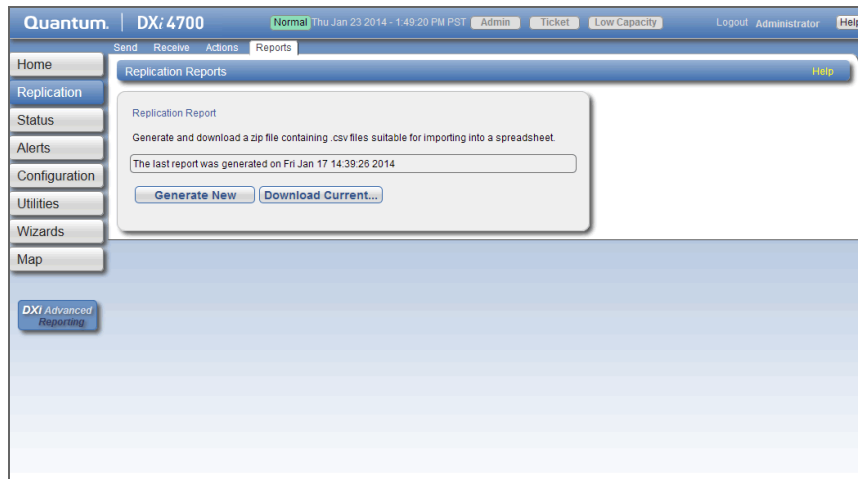 Quantum. DXi 4700 Normal Thu Jan 23 2014 - 1:49:20 PM PST Admin Ticket Low Capacity Logout Administrator Help
Send Receive Actions Reports
Home
Replication
Status
Alerts
Configuration
Utilities
Wizards
Map
DXi Advanced
Reporting
Replication Reports Help
Replication Report
Generate and download a zip file containing .csv files suitable for importing into a spreadsheet.
The last report was generated on Fri Jan 17 14:39:26 2014
Generate New Download Current...